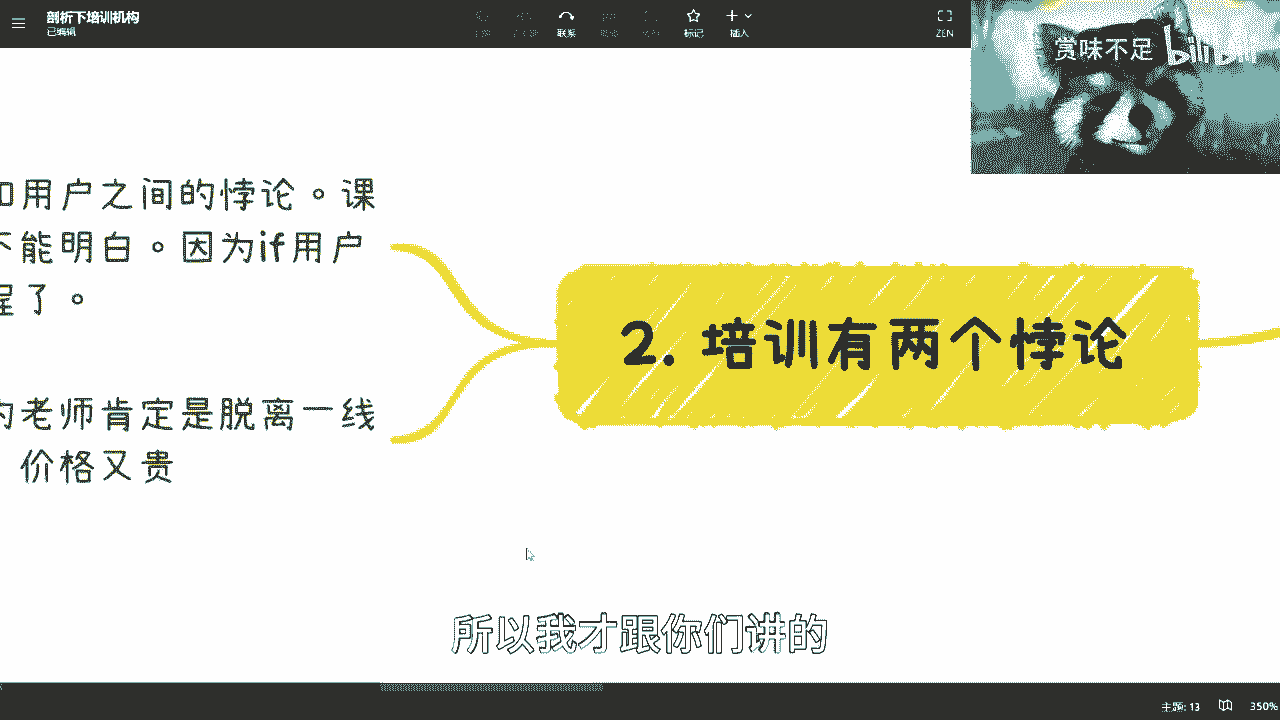 剖析下培训机构
已编辑
联系
标记
插入
ZEN
赏味不足 bilibili
用户之间的悖论。课
不能明白。因为if用户
程了。
2. 培训有两个悖论
的老师肯定是脱离一线
价格又贵
所以我才跟你们讲的
主题: 13
350%